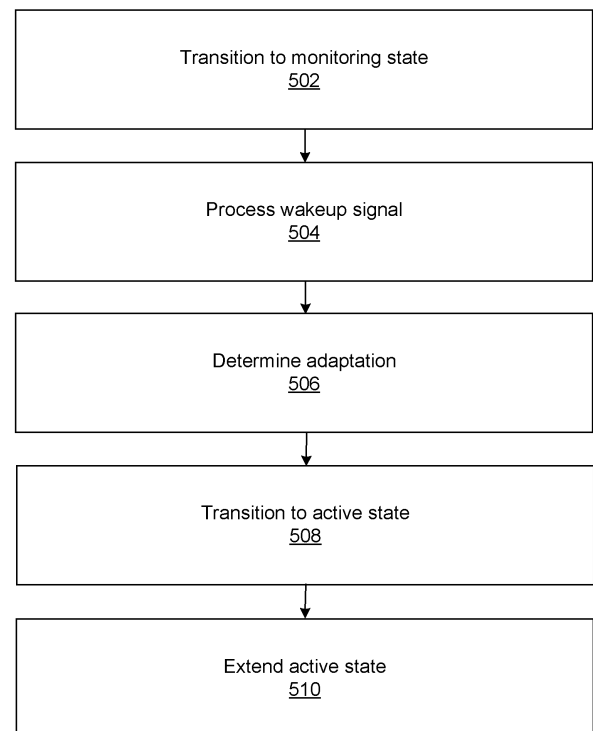 Transition to monitoring state
502
Process wakeup signal
504
Determine adaptation
506
Transition to active state
508
Extend active state
510